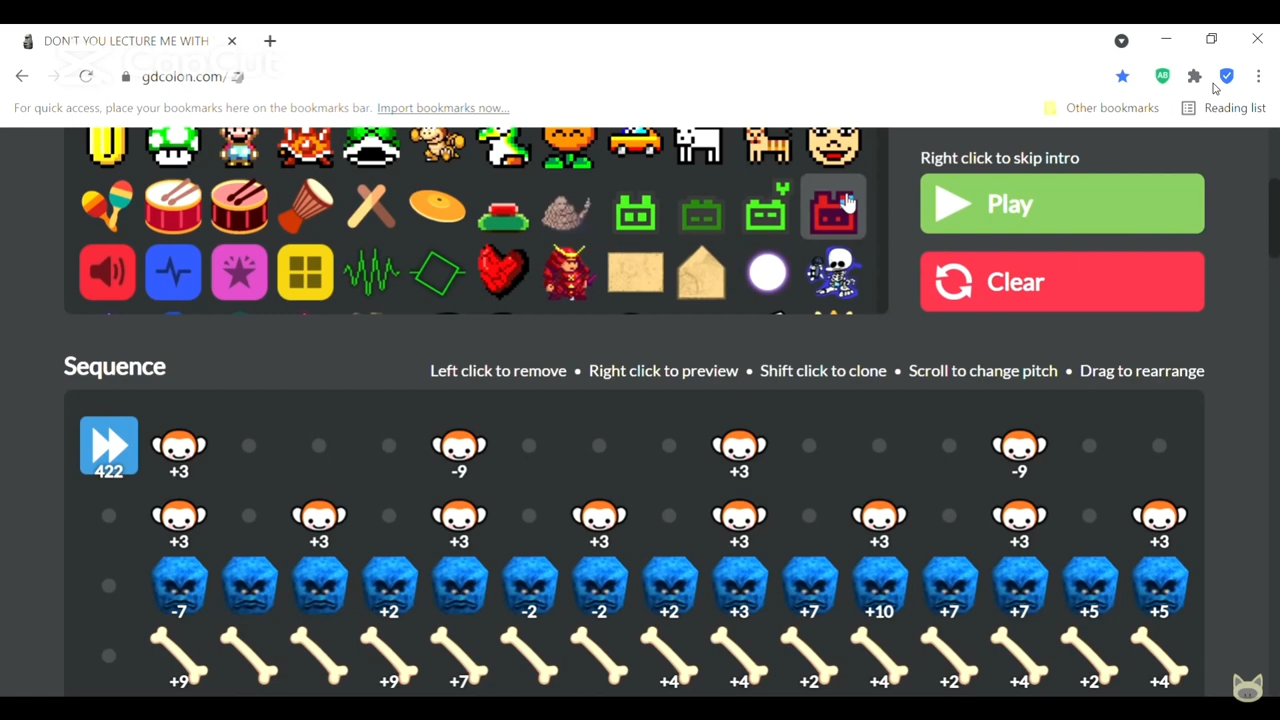 DON'T YOU LECTURE ME WITH
gdcolon.com/
AB
For quick access, place your bookmarks here on the bookmarks bar. Import bookmarks now...
Other bookmarks
Reading list
Right click to skip intro
Play
Clear
Sequence
Left click to remove • Right click to preview • Shift click to clone • Scroll to change pitch • Drag to rearrange
422 +3 -9 +3 -9
+3 +3 +3 +3 +3 +3 +3 +3
-7 +2 -2 -2 +2 +3 +7 +10 +7 +7 +5 +5
+9 +9 +7 +4 +4 +2 +4 +2 +4 +2 +4